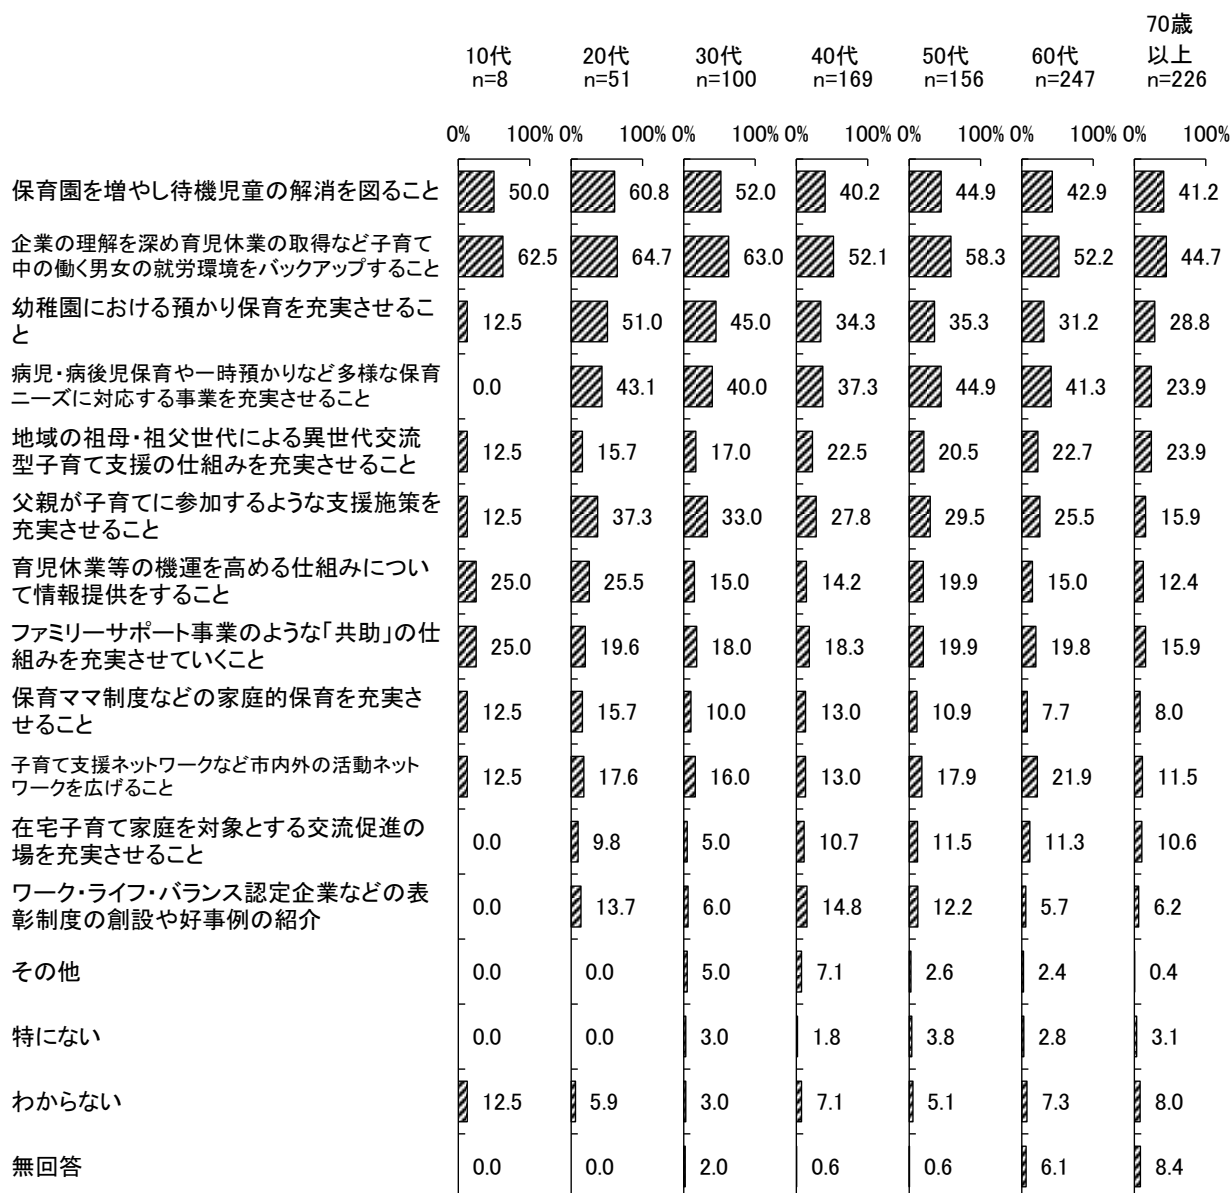 70歳
10代 20代 30代 40代 50代 60代 以上
n=8 n=51 n=100 n=169 n=156 n=247 n=226
0% 100% 0% 100% 0% 100% 0% 100% 0% 100% 0% 100% 0% 100%
保育園を増やし待機児童の解消を図ること 50.0 60.8 52.0 40.2 44.9 42.9 41.2
企業の理解を深め育児休業の取得など子育て
中の働く男女の就労環境をバックアップすること 62.5 64.7 63.0 52.1 58.3 52.2 44.7
幼稚園における預かり保育を充実させるこ
と 12.5 51.0 45.0 34.3 35.3 31.2 28.8
病児・病後児保育や一時預かりなど多様な保育
ニーズに対応する事業を充実させること 0.0 43.1 40.0 37.3 44.9 41.3 23.9
地域の祖母・祖父世代による異世代交流
型子育て支援の仕組みを充実させること 12.5 15.7 17.0 22.5 20.5 22.7 23.9
父親が子育てに参加するような支援施策を
充実させること 12.5 37.3 33.0 27.8 29.5 25.5 15.9
育児休業等の機運を高める仕組みについ
て情報提供をすること 25.0 25.5 15.0 14.2 19.9 15.0 12.4
ファミリーサポート事業のような「共助」の仕
組みを充実させていくこと 25.0 19.6 18.0 18.3 19.9 19.8 15.9
保育ママ制度などの家庭的保育を充実さ
せること 12.5 15.7 10.0 13.0 10.9 7.7 8.0
子育て支援ネットワークなど市内外の活動ネット
ワークを広げること 12.5 17.6 16.0 13.0 17.9 21.9 11.5
在宅子育て家庭を対象とする交流促進の
場を充実させること 0.0 9.8 5.0 10.7 11.5 11.3 10.6
ワーク・ライフ・バランス認定企業などの表
彰制度の創設や好事例の紹介 0.0 13.7 6.0 14.8 12.2 5.7 6.2
その他 0.0 0.0 5.0 7.1 2.6 2.4 0.4
特にない 0.0 0.0 3.0 1.8 3.8 2.8 3.1
わからない 12.5 5.9 3.0 7.1 5.1 7.3 8.0
無回答 0.0 0.0 2.0 0.6 0.6 6.1 8.4